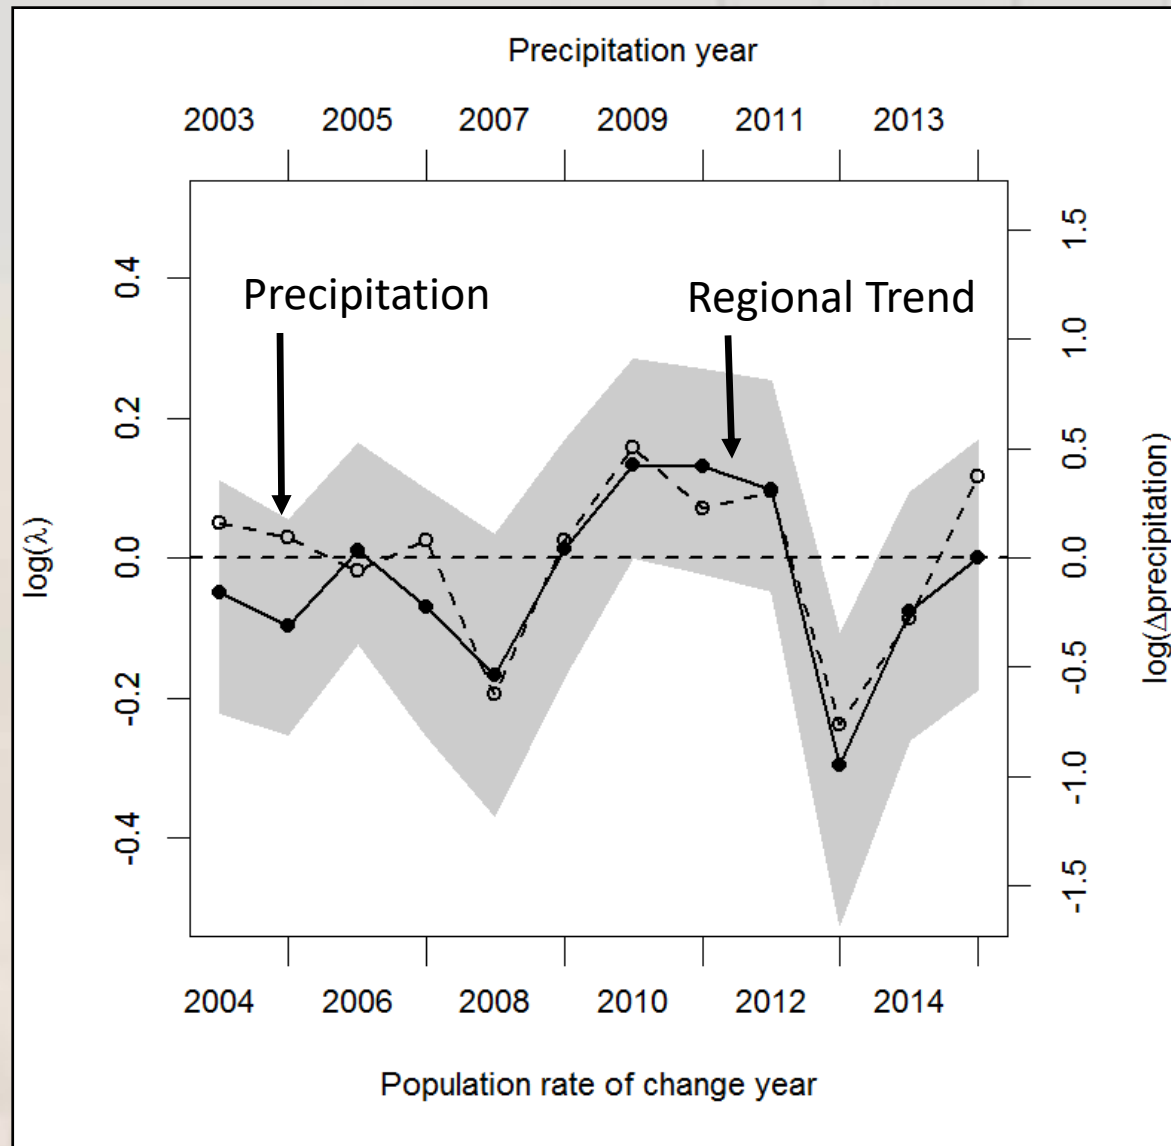 Precipitation year
2003 2005 2007 2009 2011 2013
0.4 0.2 0.0 -0.2 -0.4
log(λ)
Precipitation
Regional Trend
1.5 1.0 0.5 0.0 -0.5 -1.0 -1.5
log(Δprecipitation)
2004 2006 2008 2010 2012 2014
Population rate of change year